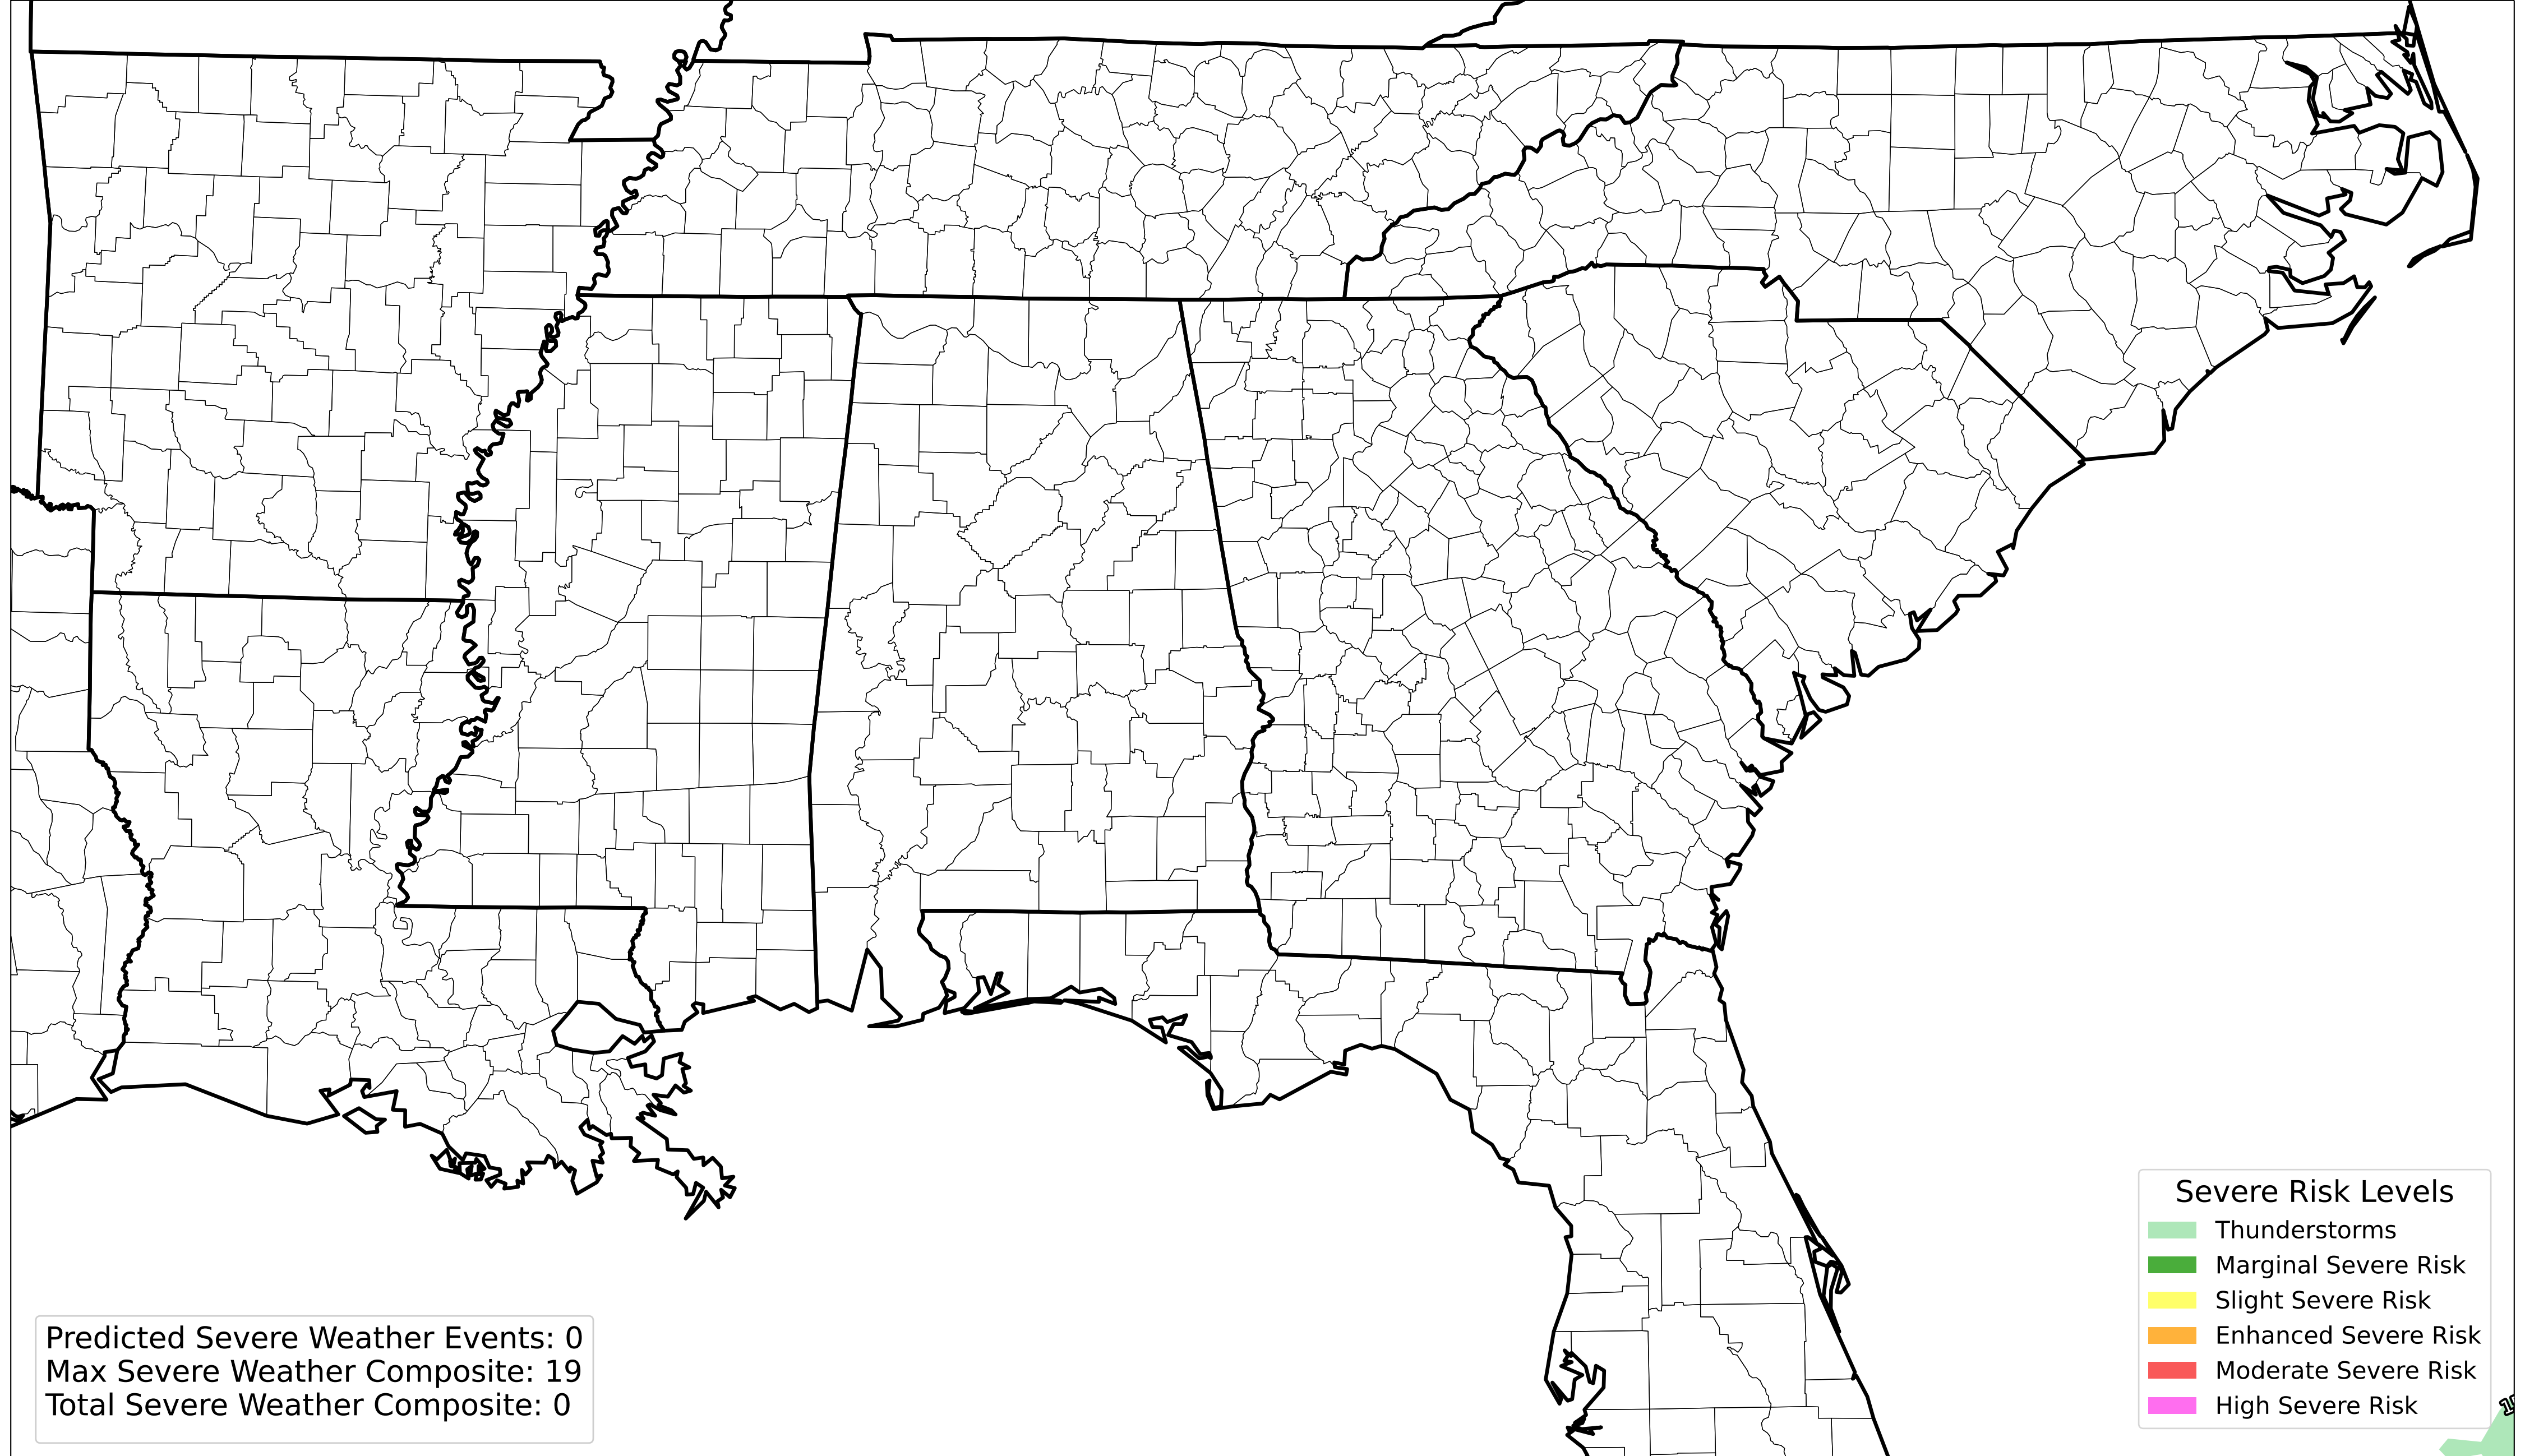 Severe Risk Levels
Thunderstorms
Marginal Severe Risk
Slight Severe Risk
Enhanced Severe Risk
Moderate Severe Risk
High Severe Risk
Predicted Severe Weather Events: 0
Max Severe Weather Composite: 19
Total Severe Weather Composite: 0